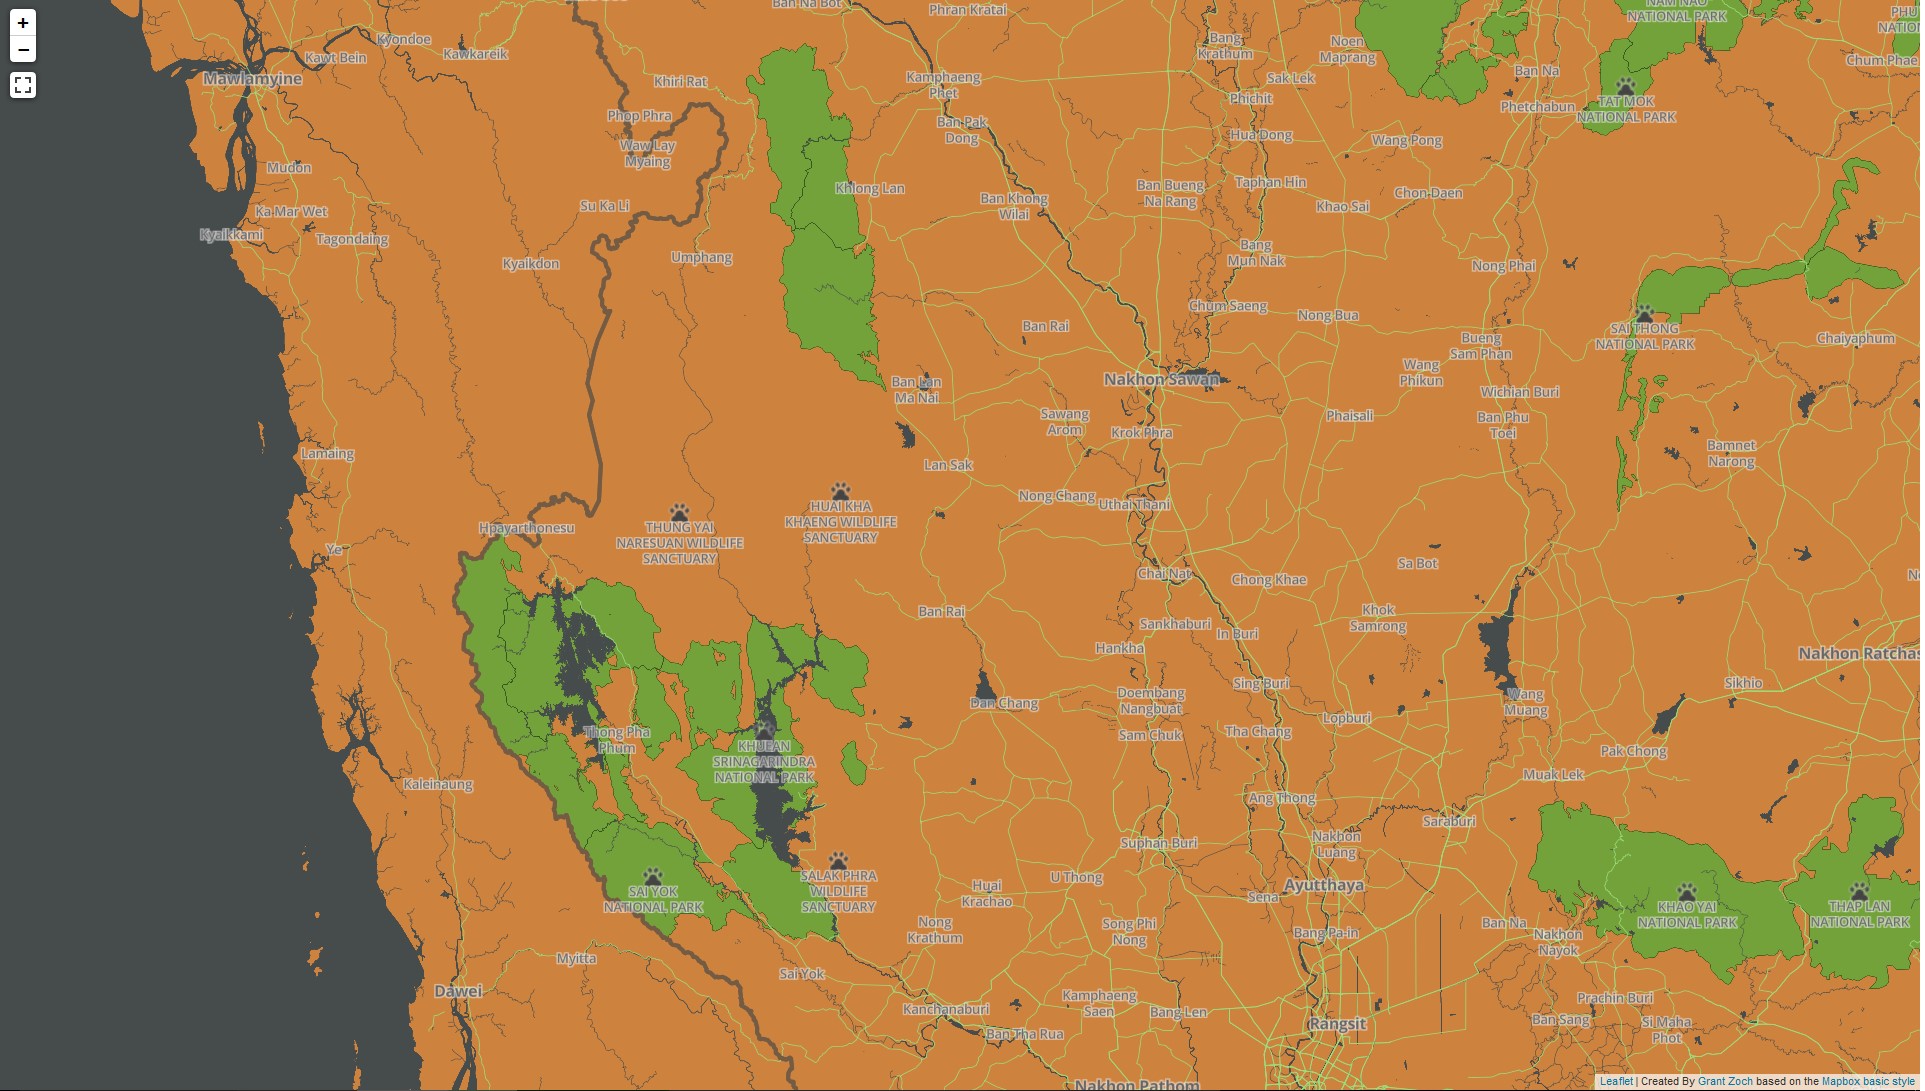 +
−
Ban Na Bot
Phran Kratai
NAM NAO
NATIONAL PARK
Kyondoe
Kawt Bein
Kawkareik
Bang
Krathum
Noen
Maprang
Chum Phae
Mawlamyine
Khiri Rat
Kamphaeng
Phet
Sak Lek
Ban Na
Phichit
Phetchabun
TAT MOK
NATIONAL PARK
Phop Phra
Ban Pak
Dong
Hua Dong
Wang Pong
Waw Lay
Myaing
Mudon
Khlong Lan
Ban Bueng
Na Rang
Taphan Hin
Chon Daen
Ka Mar Wet
Su Ka Li
Ban Khong
Wilai
Khao Sai
Kyaikkami
Tagondaing
Bang
Mun Nak
Kyaikdon
Umphang
Nong Phai
Chum Saeng
Nong Bua
Ban Rai
SAI THONG
NATIONAL PARK
Bueng
Sam Phan
Chaiyaphum
Nakhon Sawan
Wang
Phikun
Ban Lan
Ma Nai
Wichian Buri
Sawang
Arom
Phaisali
Ban Phu
Toei
Krok Phra
Lamaing
Bamnet
Narong
Lan Sak
Nong Chang
Uthai Thani
HUAI KHA
KHAENG WILDLIFE
SANCTUARY
Hpayarthonesu
THUNG YAI
NARESUAN WILDLIFE
SANCTUARY
Ye
Sa Bot
Chai Nat
Chong Khae
Ban Rai
Khok
Samrong
Sankhaburi
In Buri
Hankha
Nakhon Ratchas
Sing Buri
Sikhio
Doembang
Nangbuat
Dan Chang
Wang
Muang
Lopburi
Thong Pha
Phum
Sam Chuk
Tha Chang
KHUEAN
SRINAGARINDRA
NATIONAL PARK
Pak Chong
Muak Lek
Kaleinaung
Ang Thong
Saraburi
Suphan Buri
Nakhon
Luang
SALAK PHRA
WILDLIFE
SANCTUARY
U Thong
Huai
Krachao
Ayutthaya
Sena
SAI YOK
NATIONAL PARK
KHAO YAI
NATIONAL PARK
THAP LAN
NATIONAL PARK
Nong
Krathum
Song Phi
Nong
Bang Pa-in
Ban Na
Nakhon
Nayok
Myitta
Sai Yok
Dawei
Kamphaeng
Saen
Prachin Buri
Kanchanaburi
Bang Len
Ban Sang
Si Maha
Phot
Rangsit
Ban Tha Rua
Nakhon Pathom
Leaflet | Created By Grant Zoch based on the Mapbox basic style